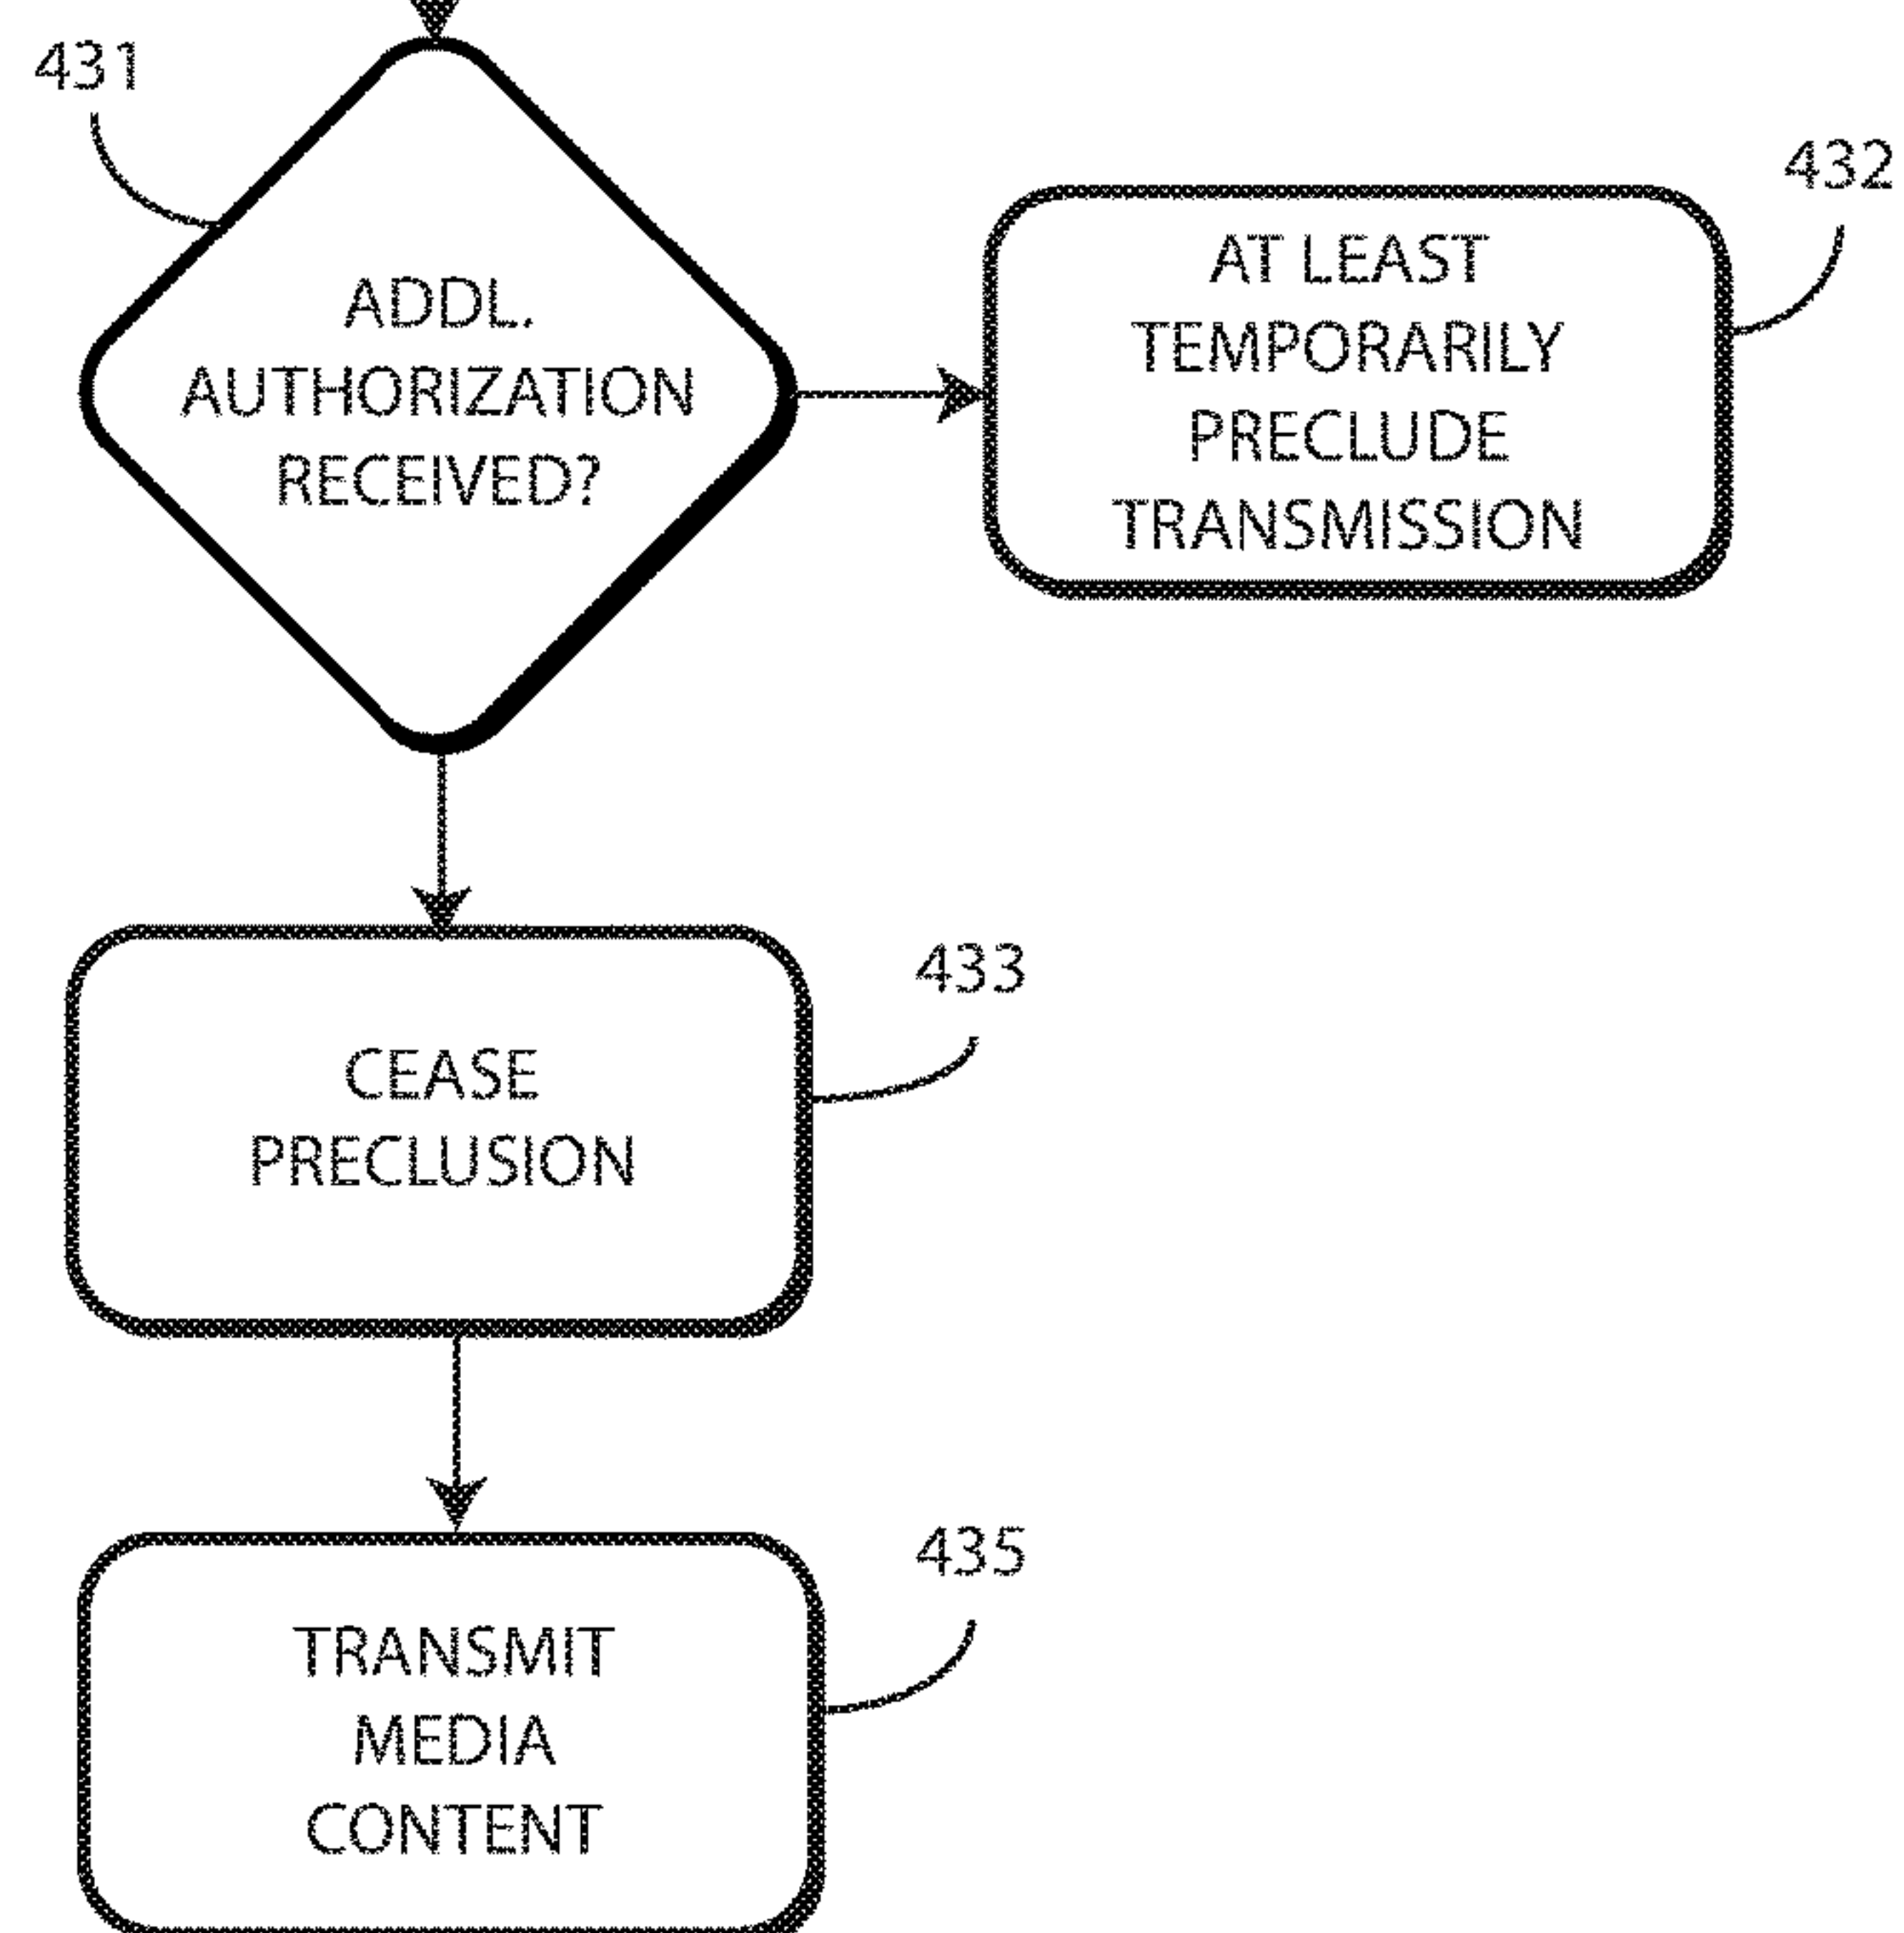 431
ADDL.
AUTHORIZATION
RECEIVED?
432
AT LEAST
TEMPORARILY
PRECLUDE
TRANSMISSION
433
CEASE
PRECLUSION
435
TRANSMIT
MEDIA
CONTENT